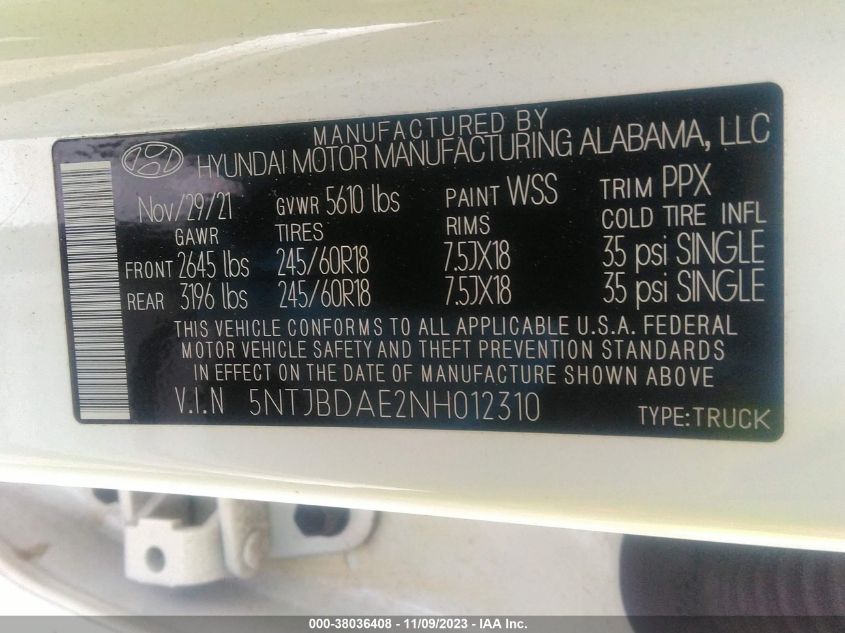 MANUFACTURED BY
HYUNDAI MOTOR MANUFACTURING ALABAMA, LLC
Nov/29/21 GVWR 5610 lbs PAINT WSS TRIM PPX
GAWR TIRES RIMS COLD TIRE INFL
FRONT 2645 lbs 245/60R18 7.5JX18 35 psi SINGLE
REAR 3196 lbs 245/60R18 7.5JX18 35 psi SINGLE
THIS VEHICLE CONFORMS TO ALL APPLICABLE U.S.A. FEDERAL
MOTOR VEHICLE SAFETY AND THEFT PREVENTION STANDARDS
IN EFFECT ON THE DATE OF MANUFACTURE SHOWN ABOVE
V.I.N 5NTJBDAE2NH012310 TYPE:TRUCK
000-38036408 - 11/09/2023 - IAA Inc.